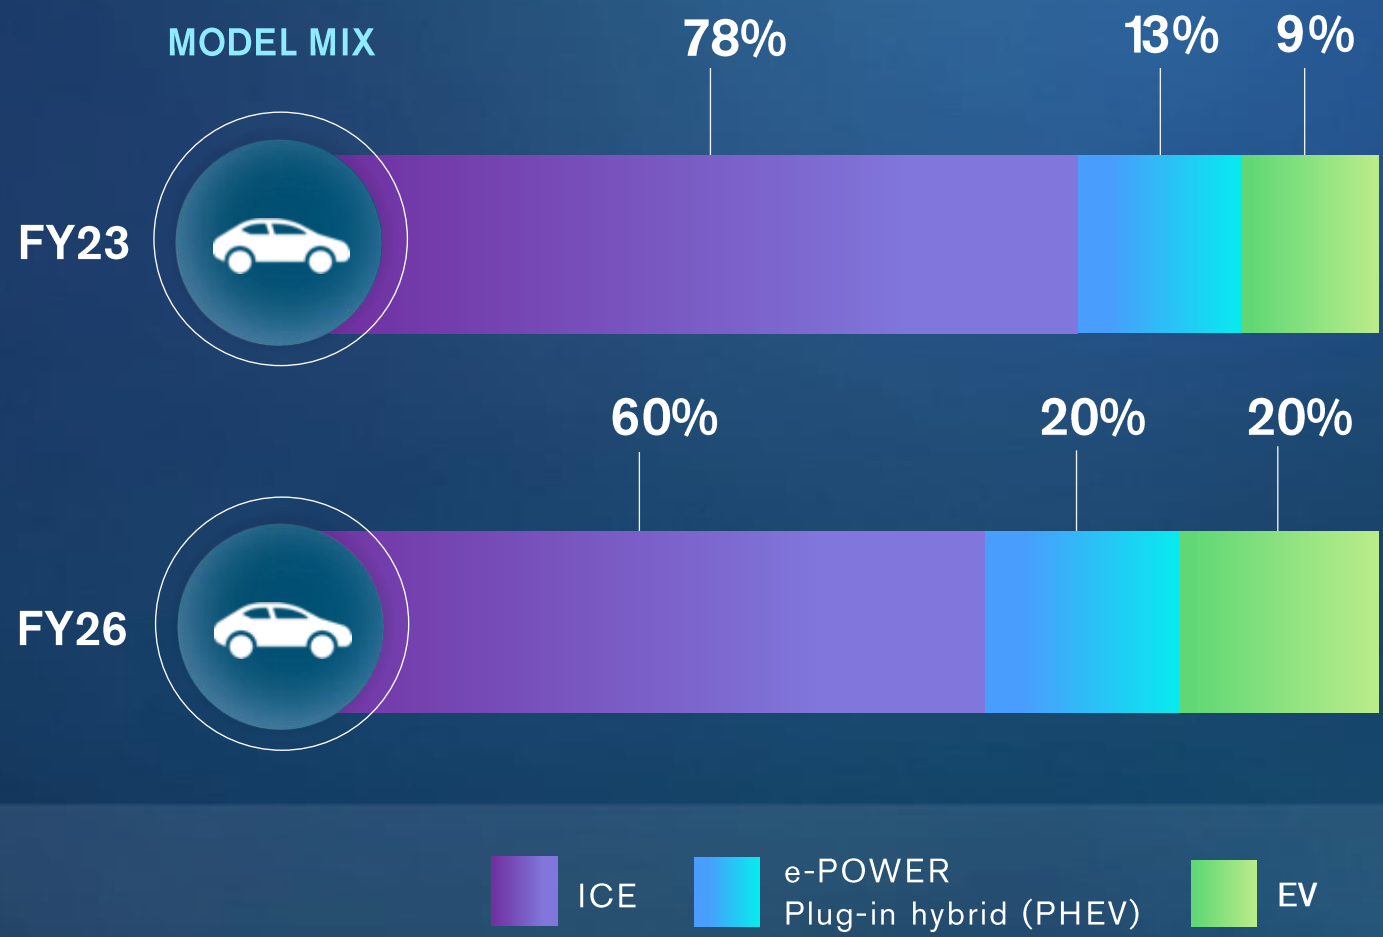 MODEL MIX
78%
13%
9%
FY23
60%
20%
20%
FY26
ICE
e-POWER
Plug-in hybrid (PHEV)
EV